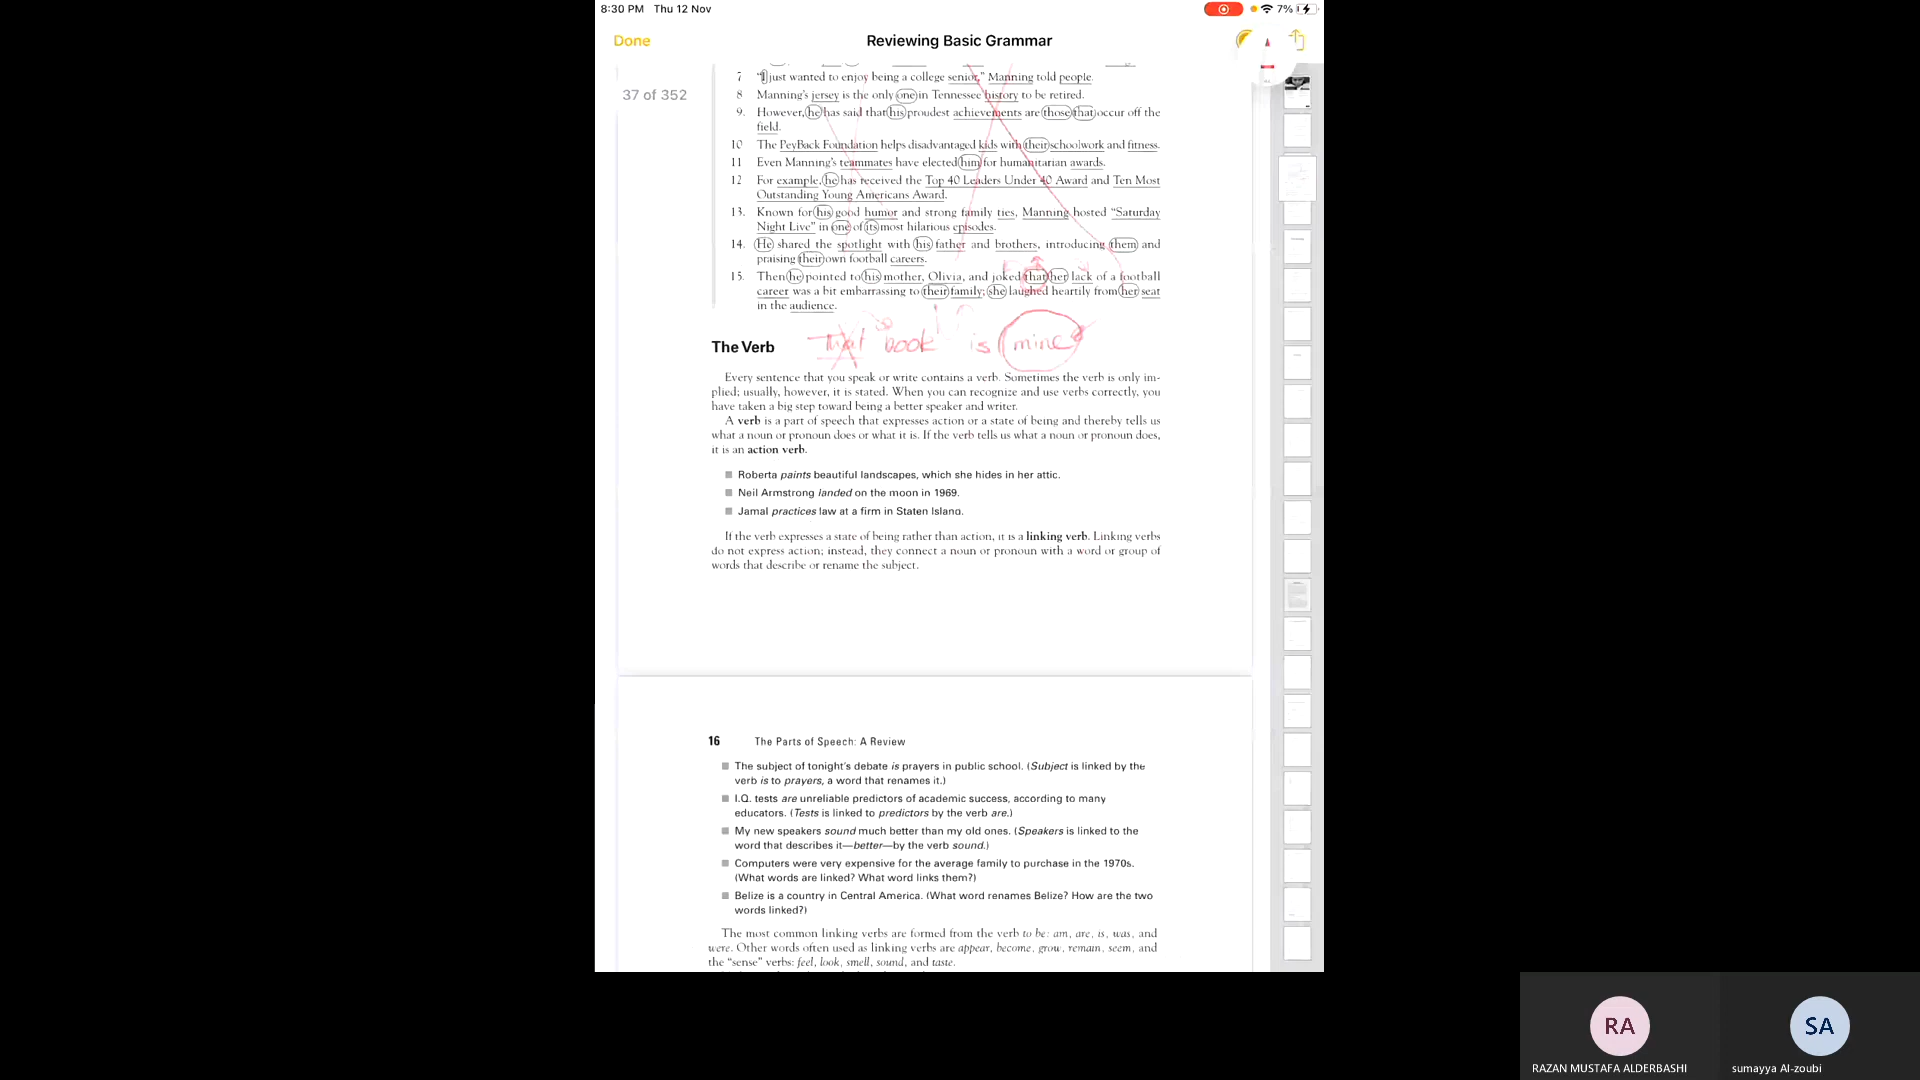 8:30 PM Thu 12 Nov
7%
Done
Reviewing Basic Grammar
37 of 352
7 "I just wanted to enjoy being a college senior," Manning told people.
8 Manning's jersey is the only one in Tennessee history to be retired.
9. However, he has said that his proudest achievements are those that occur off the
field.
10 The PeyBack Foundation helps disadvantaged kids with their schoolwork and fitness.
11 Even Manning's teammates have elected him for humanitarian awards.
12 For example, he has received the Top 40 Leaders Under 40 Award and Ten Most
Outstanding Young Americans Award.
13. Known for his good humor and strong family ties, Manning hosted "Saturday
Night Live" in one of its most hilarious episodes.
14. He shared the spotlight with his father and brothers, introducing them and
praising their own football careers.
15. Then he pointed to his mother, Olivia, and joked that her lack of a football
career was a bit embarrassing to their family; she laughed heartily from her seat
in the audience.
That book is mine
The Verb
Every sentence that you speak or write contains a verb. Sometimes the verb is only im-
plied; usually, however, it is stated. When you can recognize and use verbs correctly, you
have taken a big step toward being a better speaker and writer.
A verb is a part of speech that expresses action or a state of being and thereby tells us
what a noun or pronoun does or what it is. If the verb tells us what a noun or pronoun does,
it is an action verb.
Roberta paints beautiful landscapes, which she hides in her attic.
Neil Armstrong landed on the moon in 1969.
Jamal practices law at a firm in Staten Island.
If the verb expresses a state of being rather than action, it is a linking verb. Linking verbs
do not express action; instead, they connect a noun or pronoun with a word or group of
words that describe or rename the subject.
16 The Parts of Speech: A Review
The subject of tonight's debate is prayers in public school. (Subject is linked by the
verb is to prayers, a word that renames it.)
I.Q. tests are unreliable predictors of academic success, according to many
educators. (Tests is linked to predictors by the verb are.)
My new speakers sound much better than my old ones. (Speakers is linked to the
word that describes it—better—by the verb sound.)
Computers were very expensive for the average family to purchase in the 1970s.
(What words are linked? What word links them?)
Belize is a country in Central America. (What word renames Belize? How are the two
words linked?)
The most common linking verbs are formed from the verb to be: am, are, is, was, and
were. Other words often used as linking verbs are appear, become, grow, remain, seem, and
the "sense" verbs: feel, look, smell, sound, and taste.
RA
SA
RAZAN MUSTAFA ALDERBASHI
sumayya Al-zoubi